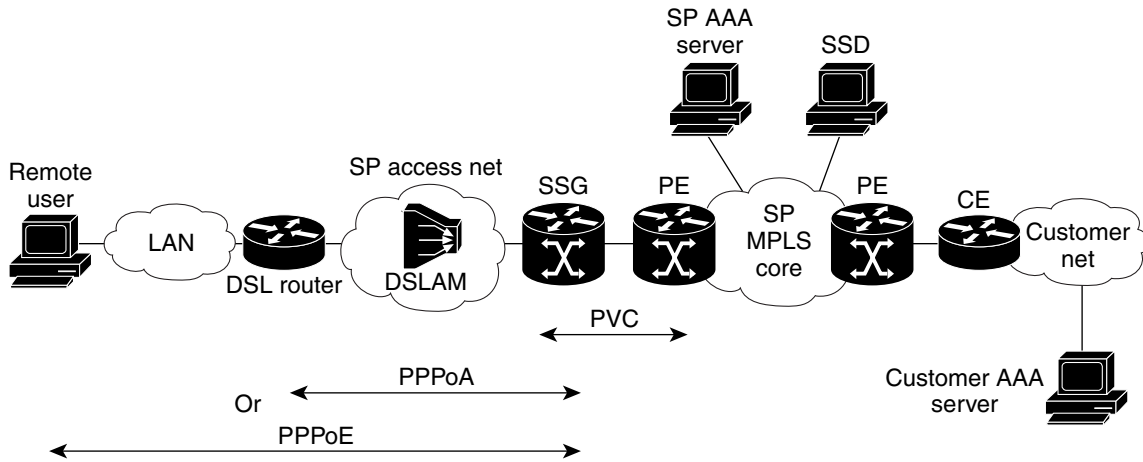 SP AAA
server
SSD
SP access net
Remote
user
SSG
PE
PE
CE
LAN
DSL router
DSLAM
SP
MPLS
core
Customer
net
PVC
PPPoA
Or
PPPoE
Customer AAA
server